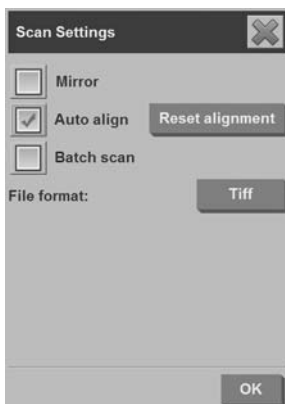 Scan Settings
Mirror
Auto align Reset alignment
Batch scan
File format: Tiff
OK